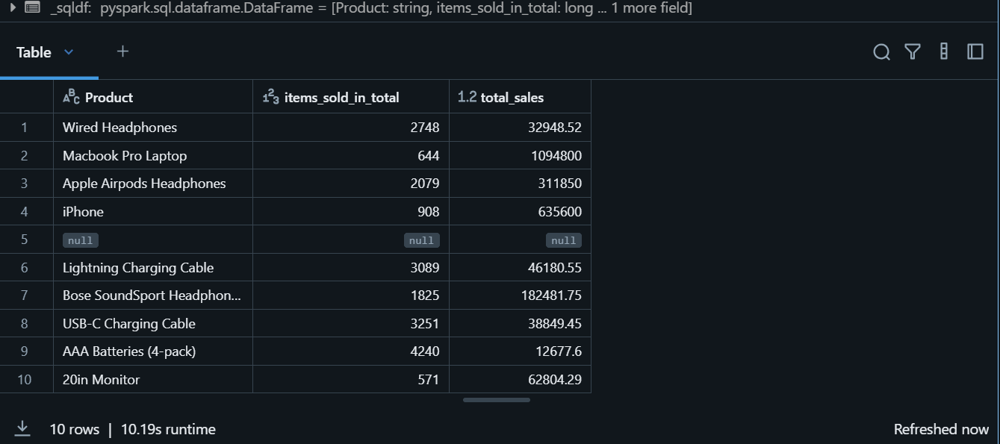 _sqldf: pyspark.sql.dataframe.DataFrame = [Product: string, items_sold_in_total: long ... 1 more field]
Table
ABC Product 123 items_sold_in_total 1.2 total_sales
1 Wired Headphones 2748 32948.52
2 Macbook Pro Laptop 644 1094800
3 Apple Airpods Headphones 2079 311850
4 iPhone 908 635600
5 null null null
6 Lightning Charging Cable 3089 46180.55
7 Bose SoundSport Headphon... 1825 182481.75
8 USB-C Charging Cable 3251 38849.45
9 AAA Batteries (4-pack) 4240 12677.6
10 20in Monitor 571 62804.29
10 rows | 10.19s runtime Refreshed now